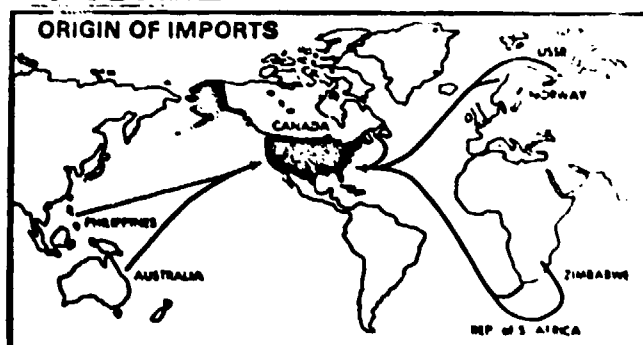 ORIGIN OF IMPORTS
USSR
NORWAY
CANADA
PHILIPPINES
AUSTRALIA
ZIMBABWE
REP of S. AFRICA